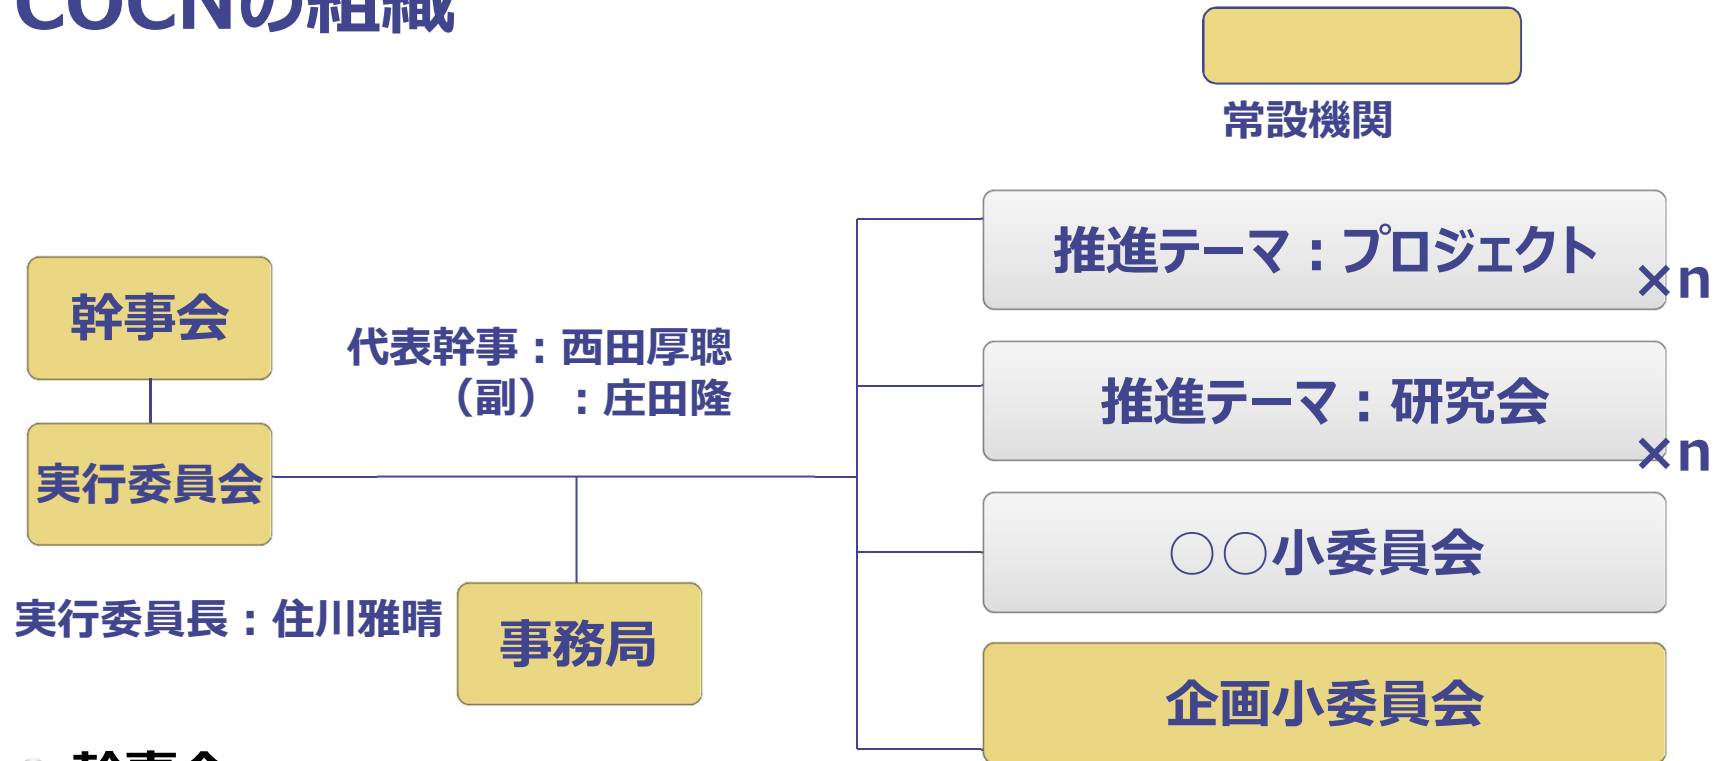 COCNの組織
常設機関
推進テーマ：プロジェクト
×n
幹事会
代表幹事：西田厚聰
（副）：庄田隆
推進テーマ：研究会
×n
実行委員会
○○小委員会
実行委員長：住川雅晴
事務局
企画小委員会
幹事会